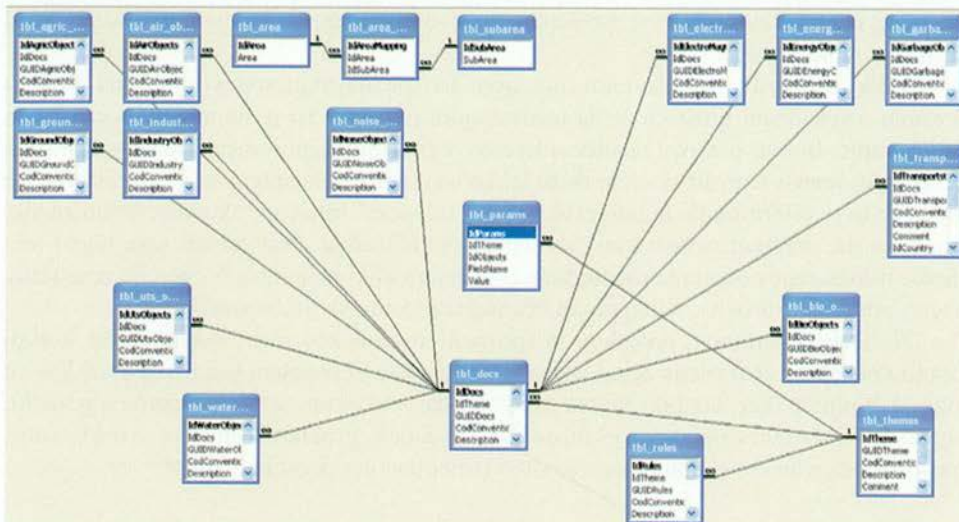 tbl_agric_...
IdAgricObject
IdDocs
GUIDAgricObje
CodConventic
Description
tbl_air_ob...
IdAirObjects
IdDocs
GUIDAirObjec
CodConventic
Description
tbl_area
IdArea
Area
tbl_area_...
IdAreaMapping
IdArea
IdSubArea
tbl_subarea
IdSubArea
SubArea
tbl_electr...
IdElectroMagr
IdDocs
GUIDElectroM
CodConventic
Description
tbl_energ...
IdEnergyObje
IdDocs
GUIDEnergyC
CodConventic
Description
tbl_garba...
IdGarbageOb
IdDocs
GUIDGarbage
CodConventic
Description
tbl_groun...
IdGroundObje
IdDocs
GUIDGroundC
CodConventic
Description
tbl_indust...
IdIndustryOb
IdDocs
GUIDIndustry
CodConventic
Description
tbl_noise_...
IdNoiseObject
IdDocs
GUIDNoiseOb
CodConventic
Description
tbl_transp...
IdTransportst
IdDocs
GUIDTranspor
CodConventic
Description
Comment
IdCountry
tbl_params
IdParams
IdTheme
IdObjects
FieldName
Value
tbl_uts_o...
IdUtsObjects
IdDocs
GUIDUtsObje
CodConventic
Description
tbl_bio_o...
IdBioObjects
IdDocs
GUIDBioObjec
CodConventic
Description
tbl_docs
IdDocs
IdTheme
GUIDDocs
CodConventic
Description
tbl_water...
IdWaterObjec
IdDocs
GUIDWaterOt
CodConventic
Description
tbl_rules
IdRules
IdTheme
GUIDRules
CodConventic
Description
tbl_themes
IdTheme
GUIDTheme
CodConventic
Description
Comment